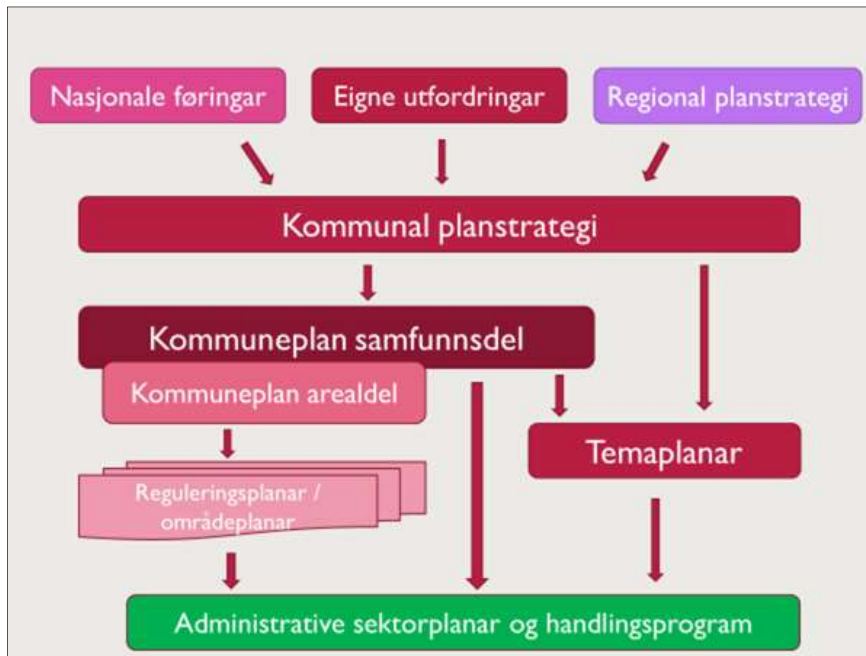 Nasjonale føringar
Eigne utfordringar
Regional planstrategi
Kommunal planstrategi
Kommuneplan samfunnsdel
Kommuneplan arealdel
Temaplanar
Reguleringsplanar /
områdeplanar
Administrative sektorplanar og handlingsprogram